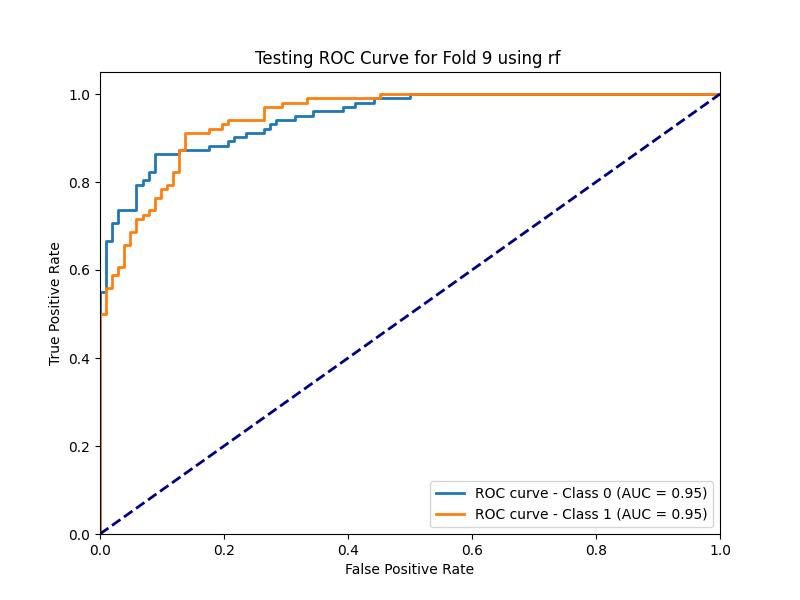 Testing ROC Curve for Fold 9 using rf
True Positive Rate
1.0
0.8
0.6
0.4
0.2
0.0
0.0 0.2 0.4 0.6 0.8 1.0
False Positive Rate
ROC curve - Class 0 (AUC = 0.95)
ROC curve - Class 1 (AUC = 0.95)